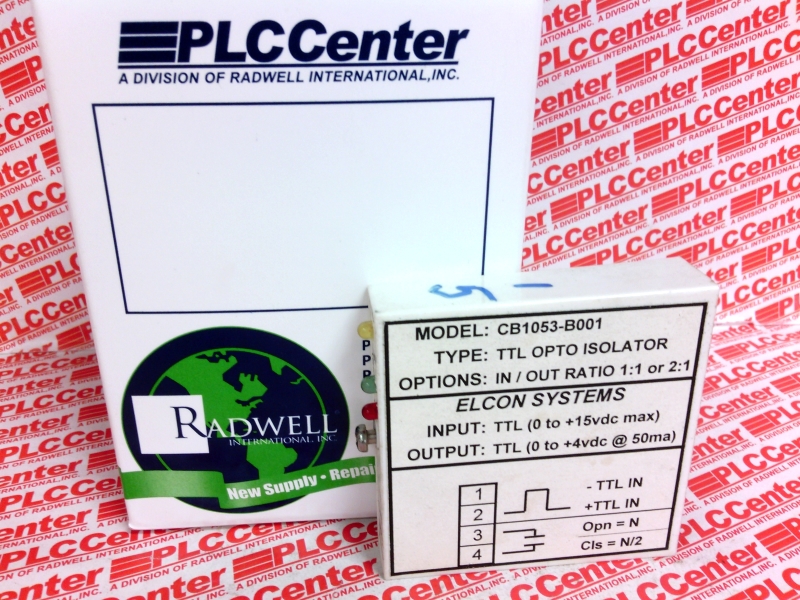 PLCCenter
A DIVISION OF RADWELL INTERNATIONAL, INC.
RADWELL
INTERNATIONAL INC.
New Supply • Repai
P
P
P
15
MODEL: CB1053-B001
TYPE: TTL OPTO ISOLATOR
OPTIONS: IN / OUT RATIO 1:1 or 2:1
ELCON SYSTEMS
INPUT: TTL (0 to +15vdc max)
OUTPUT: TTL (0 to +4vdc @ 50ma)
1 - TTL IN
2 +TTL IN
3 Opn = N
4 Cls = N/2